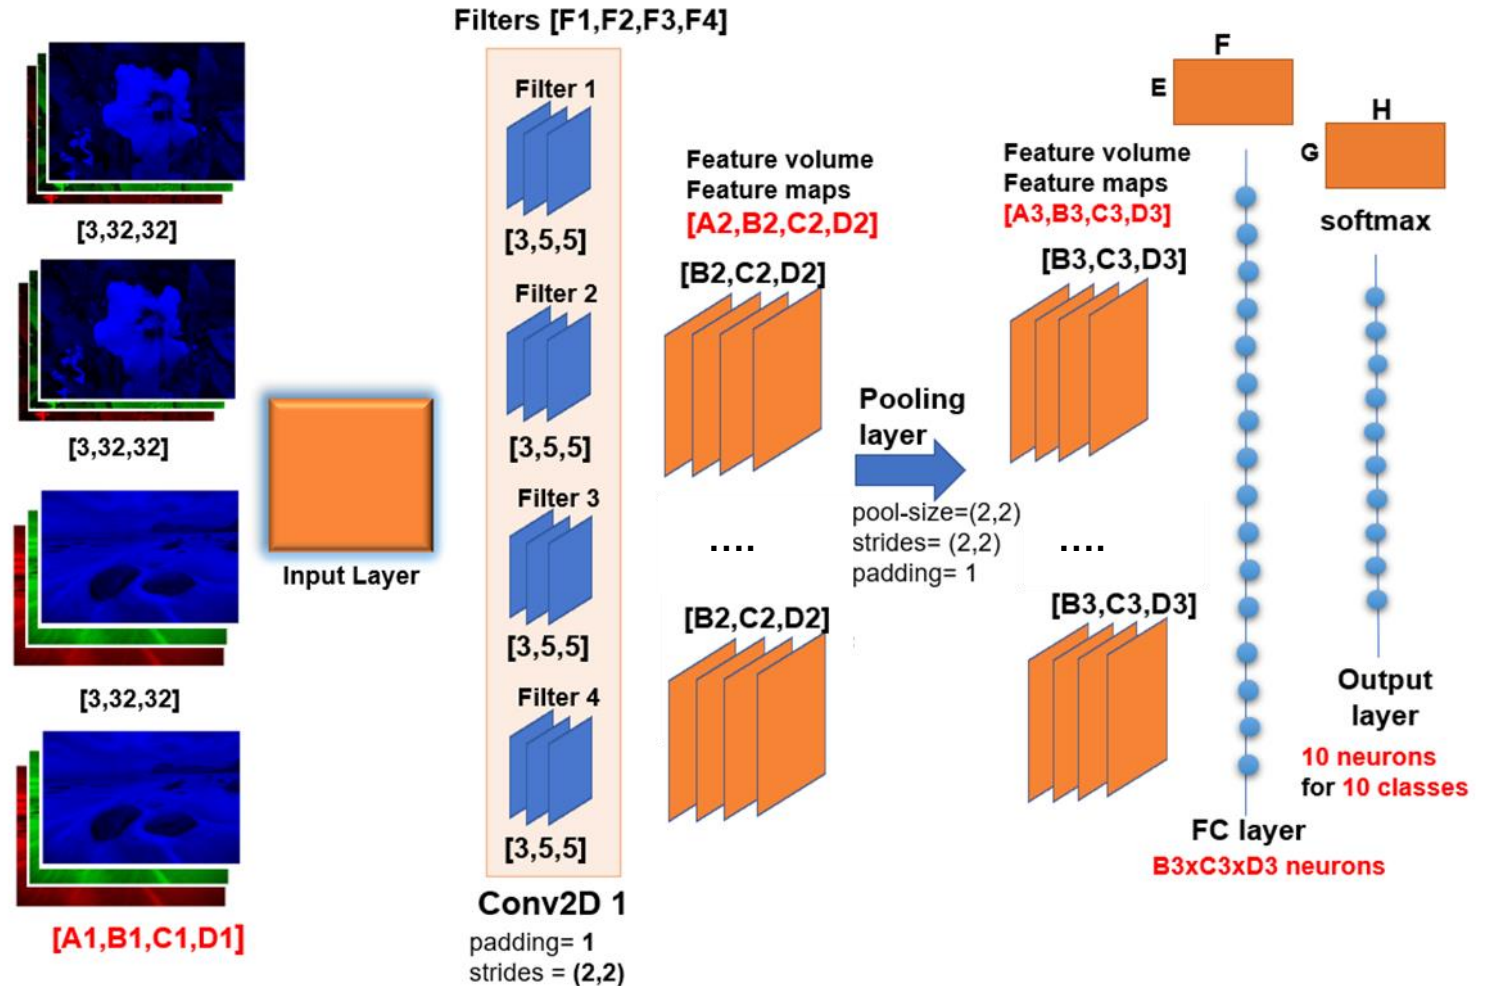 Filters [F1,F2,F3,F4]
[3,32,32]
[3,32,32]
[3,32,32]
[A1,B1,C1,D1]
Input Layer
Filter 1
[3,5,5]
Filter 2
[3,5,5]
Filter 3
[3,5,5]
Filter 4
[3,5,5]
Conv2D 1
padding= 1
strides = (2,2)
Feature volume
Feature maps
[A2,B2,C2,D2]
[B2,C2,D2]
....
[B2,C2,D2]
Pooling
layer
pool-size=(2,2)
strides= (2,2)
padding= 1
Feature volume
Feature maps
[A3,B3,C3,D3]
[B3,C3,D3]
....
[B3,C3,D3]
F
E
FC layer
B3xC3xD3 neurons
H
G
softmax
Output
layer
10 neurons
for 10 classes